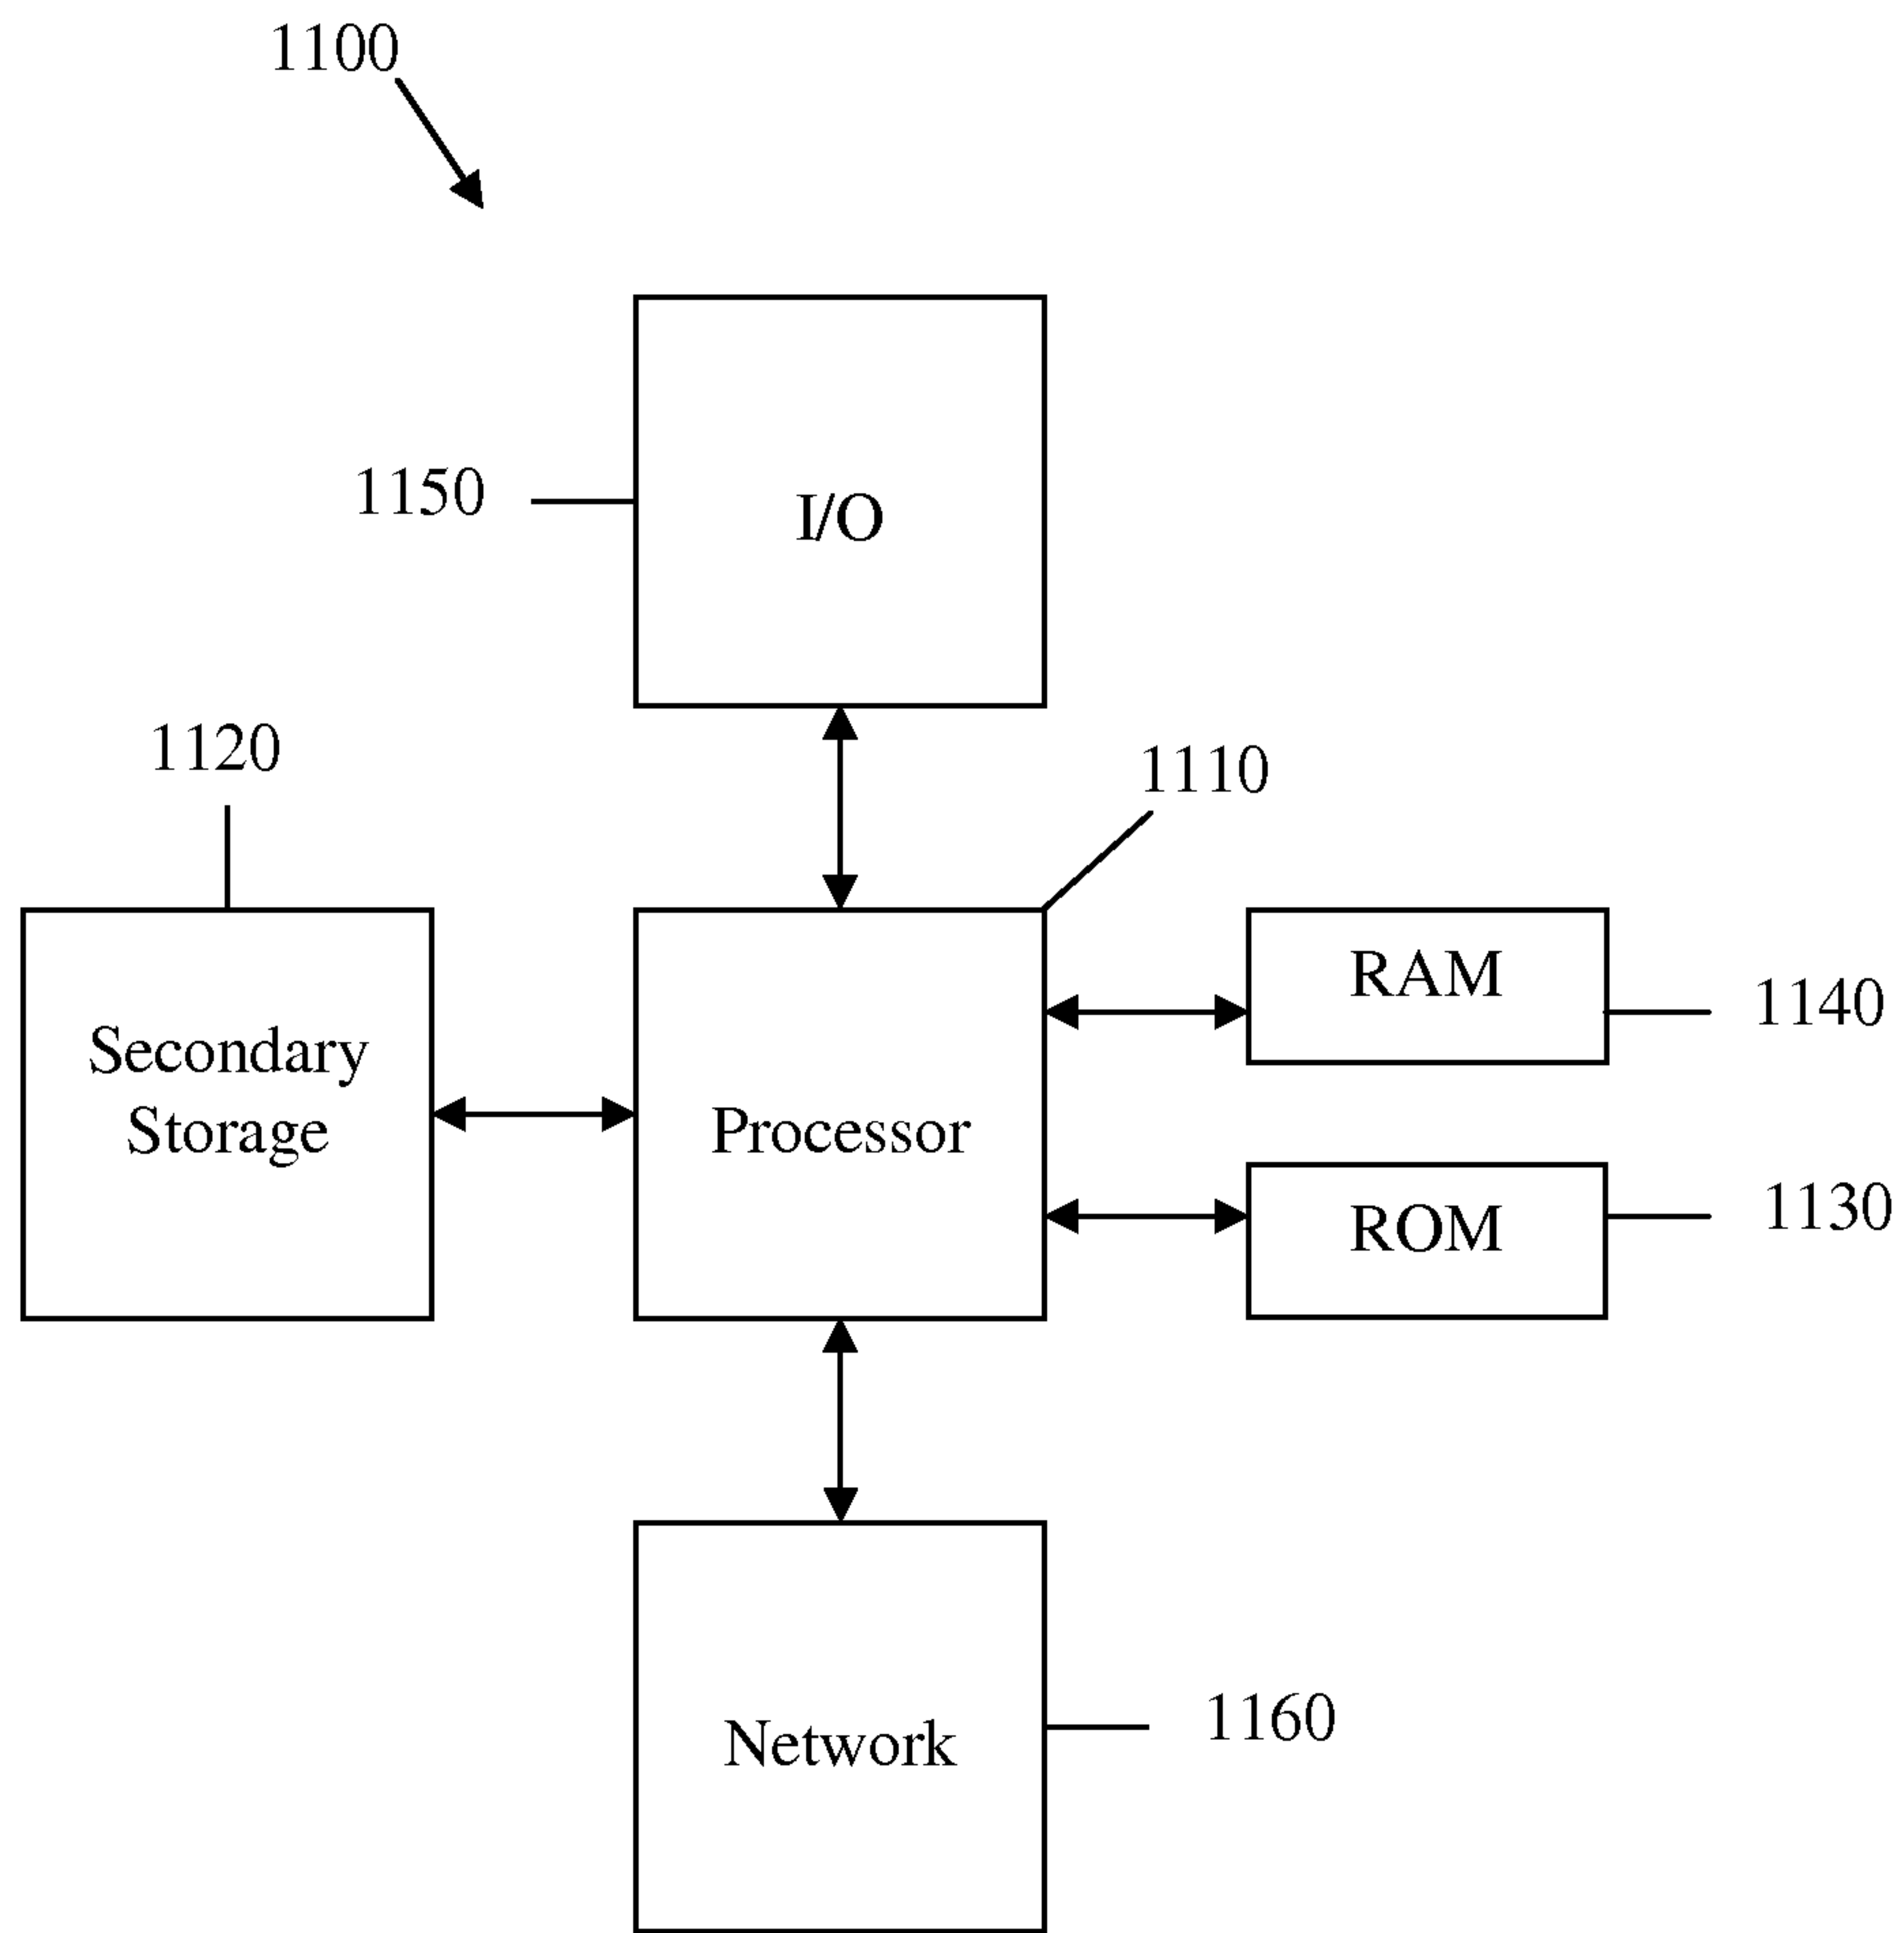 1100
1150
I/O
1120
1110
RAM
1140
Secondary
Storage
Processor
1130
ROM
1160
Network